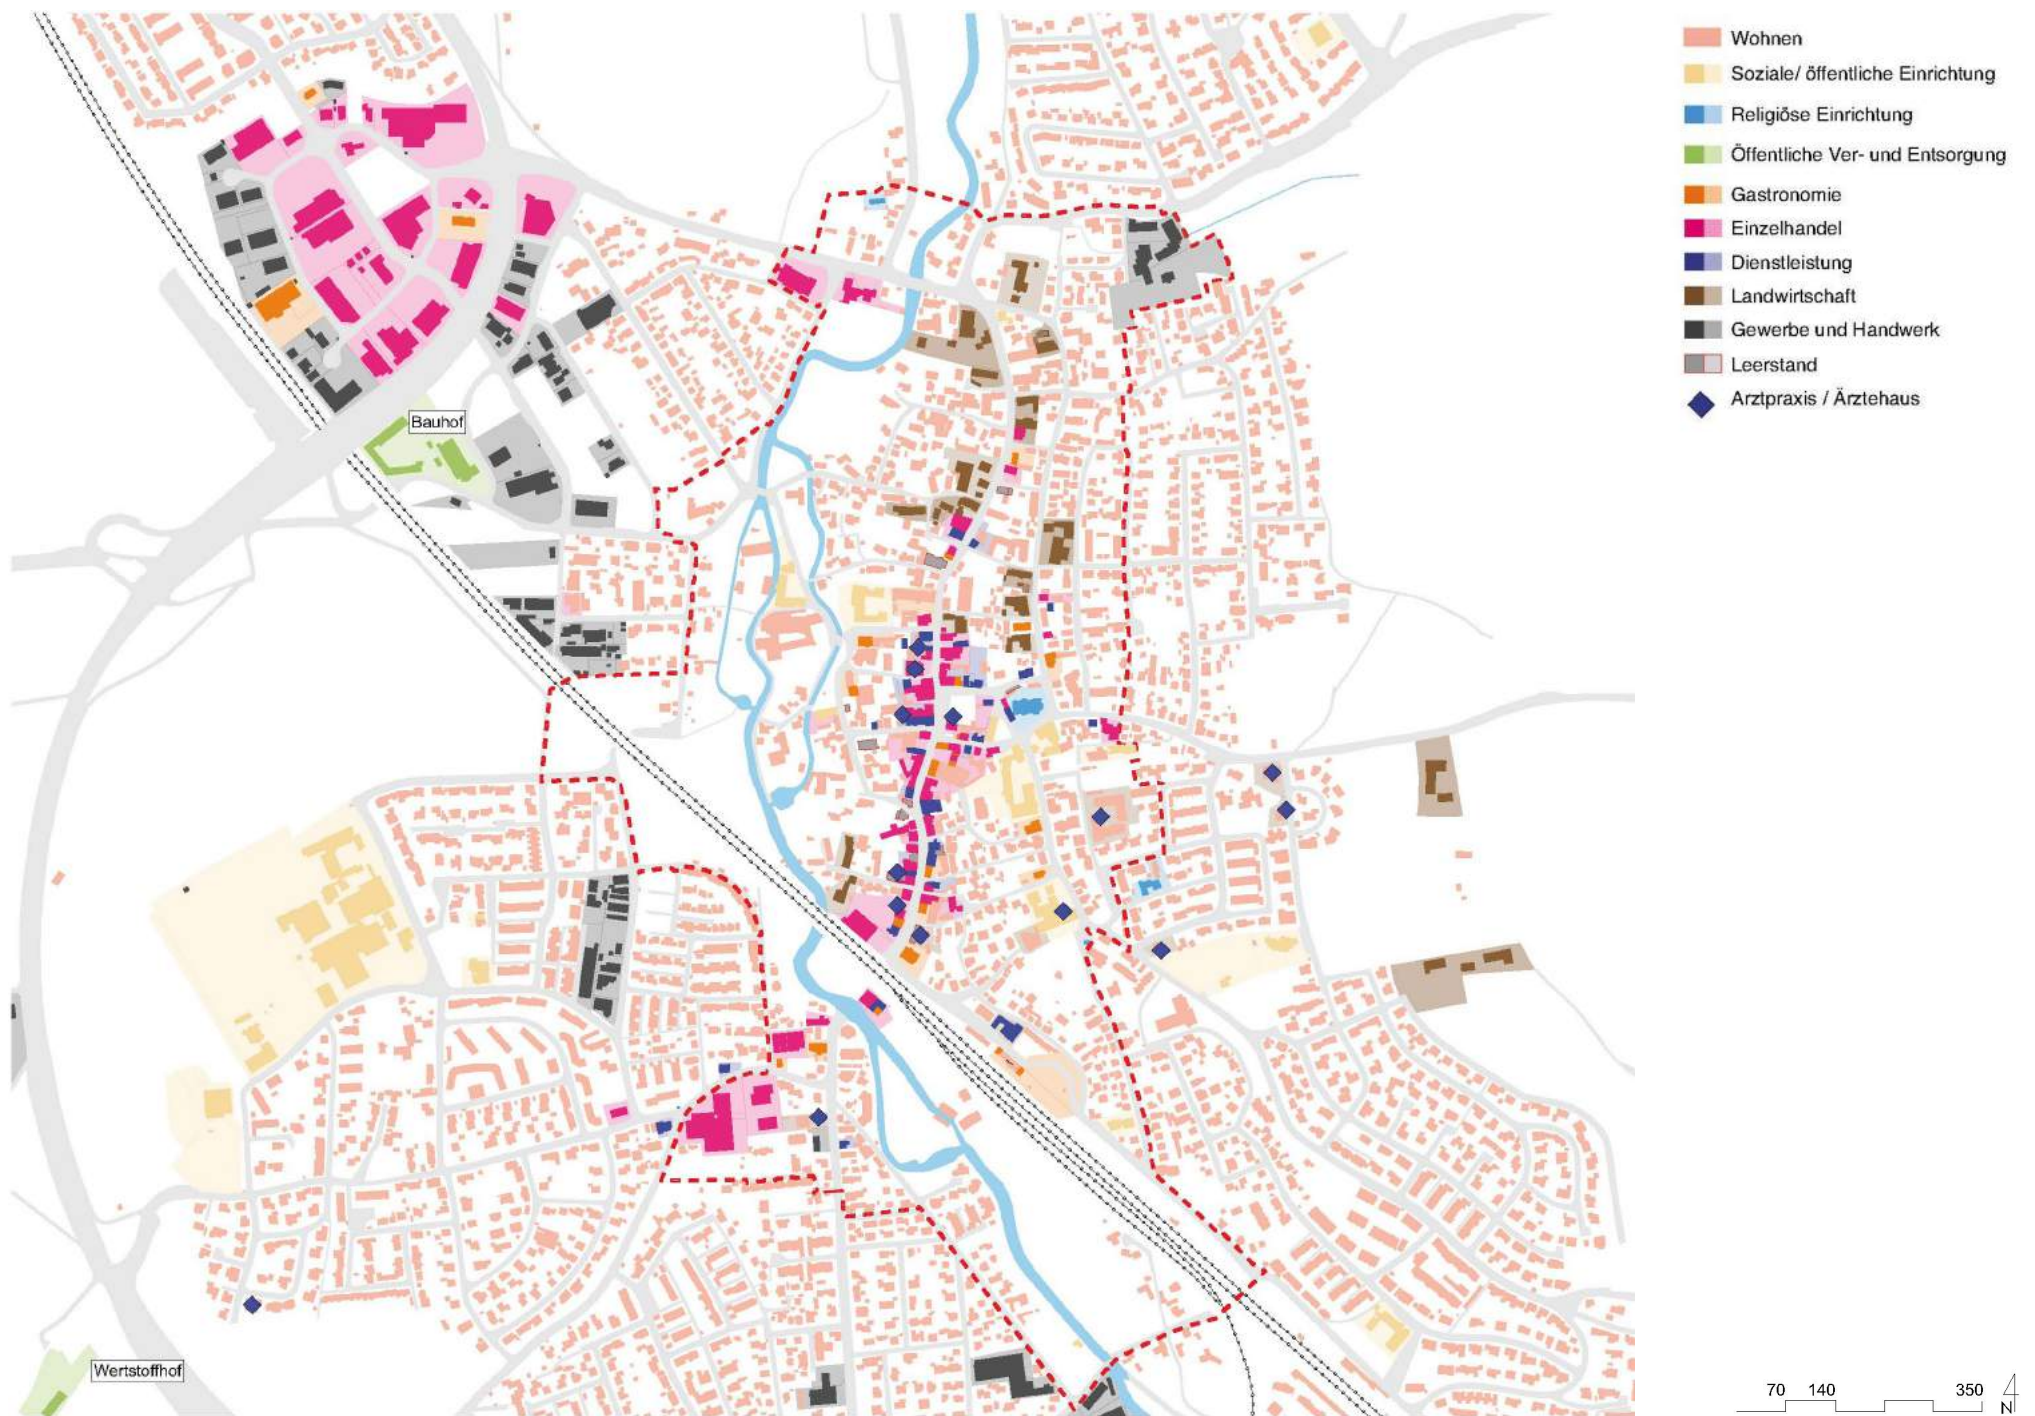 Wohnen
Soziale/ öffentliche Einrichtung
Religiöse Einrichtung
Öffentliche Ver- und Entsorgung
Gastronomie
Einzelhandel
Dienstleistung
Landwirtschaft
Gewerbe und Handwerk
Leerstand
Arztpraxis / Ärztehaus
Bauhof
Wertstoffhof
70 140 350
N